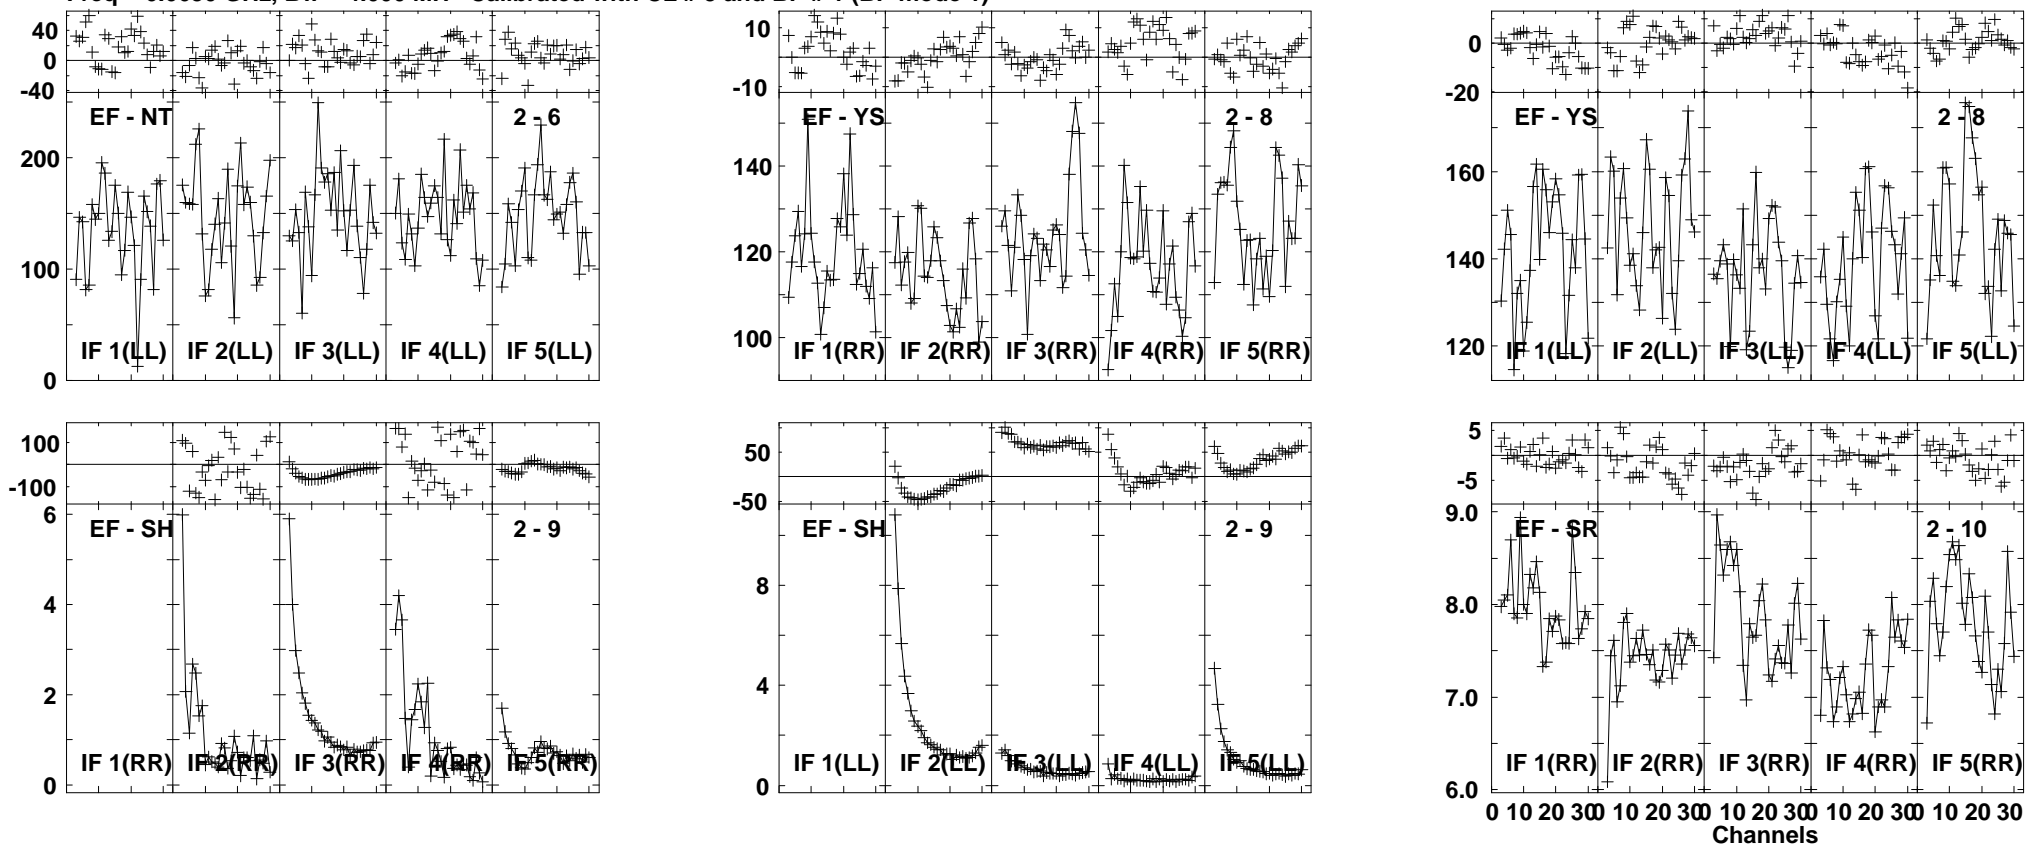 40
0
-40
EF - NT
2 - 6
200
100
0
IF 1(LL) IF 2(LL) IF 3(LL) IF 4(LL) IF 5(LL)
10
-10
EF - YS
2 - 8
140
120
100
IF 1(RR) IF 2(RR) IF 3(RR) IF 4(RR) IF 5(RR)
0
-20
EF - YS
2 - 8
160
140
120
IF 1(LL) IF 2(LL) IF 3(LL) IF 4(LL) IF 5(LL)
100
-100
EF - SH
2 - 9
6
4
2
0
IF 1(RR) IF 2(RR) IF 3(RR) IF 4(RR) IF 5(RR)
50
-50
EF - SH
2 - 9
8
4
0
IF 1(LL) IF 2(LL) IF 3(LL) IF 4(LL) IF 5(LL)
5
-5
EF - SR
2 - 10
9.0
8.0
7.0
6.0
IF 1(RR) IF 2(RR) IF 3(RR) IF 4(RR) IF 5(RR)
0 10 20 30 0 10 20 30 0 10 20 30 0 10 20 30 0 10 20 30
Channels